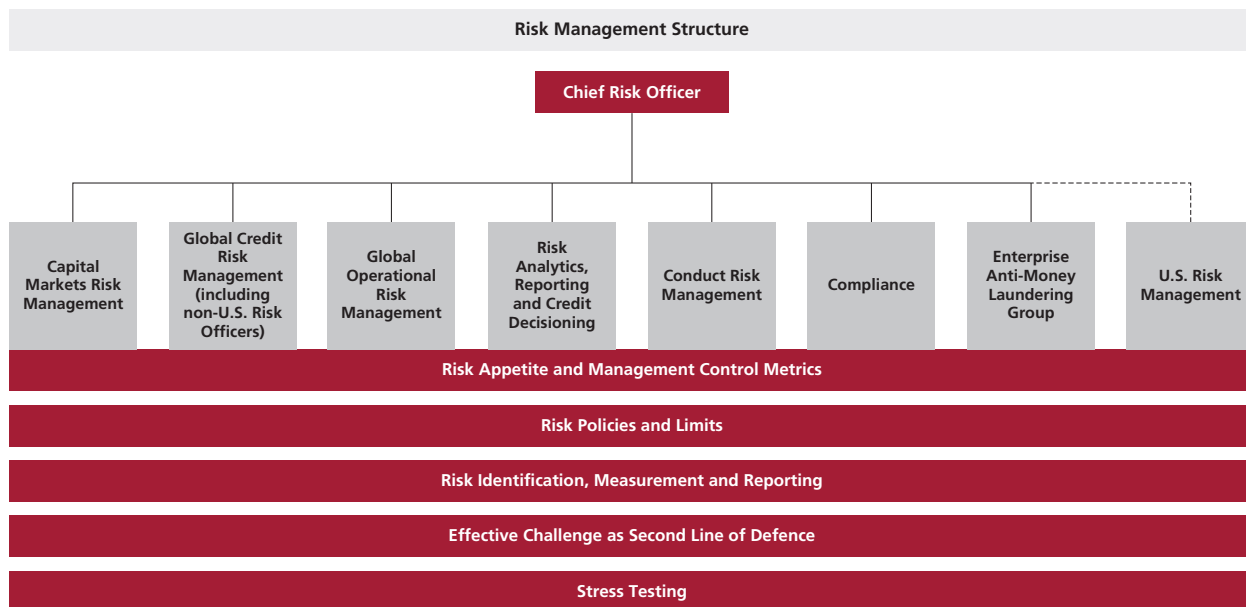 Risk Management Structure
Chief Risk Officer
Capital
Markets Risk
Management
Global Credit
Risk
Management
(including
non-U.S. Risk
Officers)
Global
Operational
Risk
Management
Risk
Analytics,
Reporting
and Credit
Decisioning
Conduct Risk
Management
Compliance
Enterprise
Anti-Money
Laundering
Group
U.S. Risk
Management
Risk Appetite and Management Control Metrics
Risk Policies and Limits
Risk Identification, Measurement and Reporting
Effective Challenge as Second Line of Defence
Stress Testing